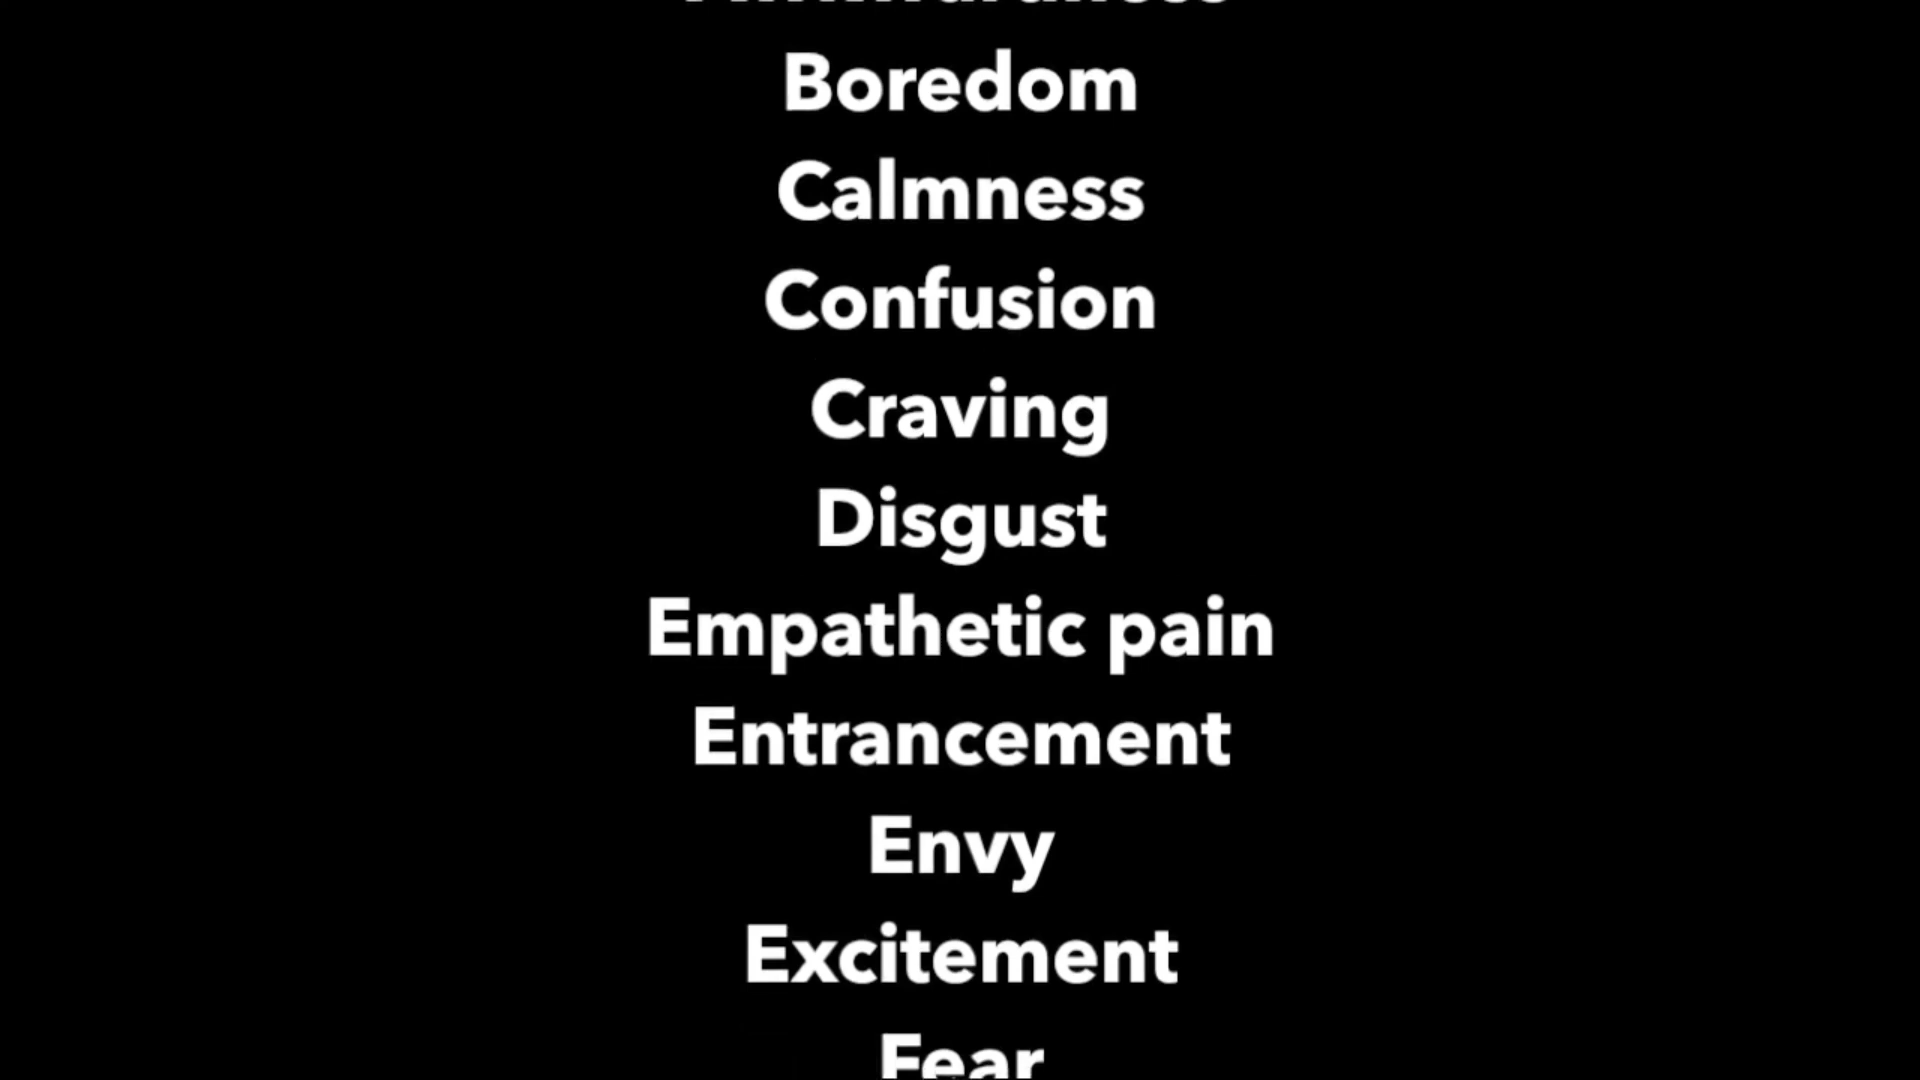 Boredom
Calmness
Confusion
Craving
Disgust
Empathetic pain
Entrancement
Envy
Excitement
Fear